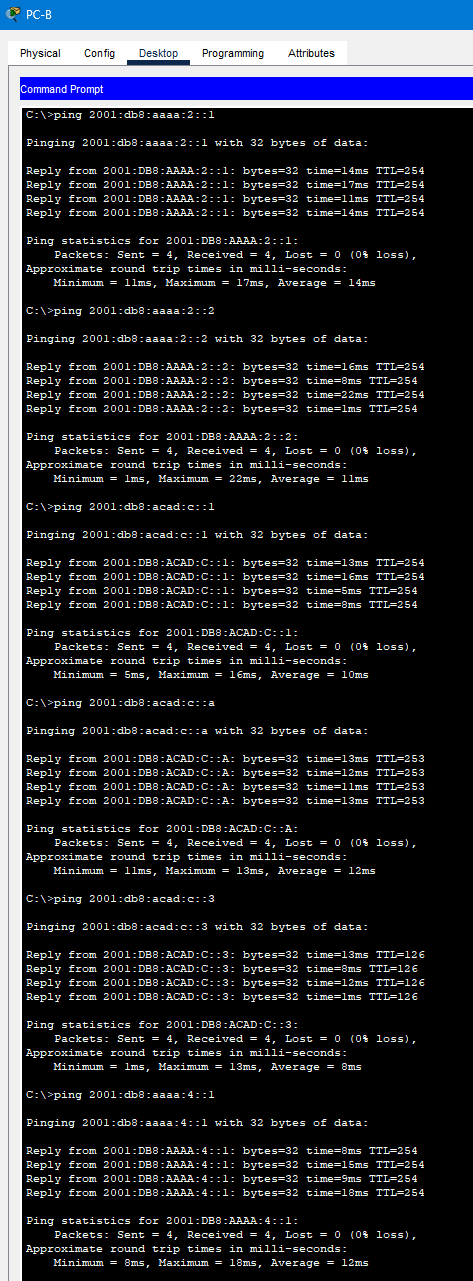 PC-B
Physical Config Desktop Programming Attributes
Command Prompt
C:\>ping 2001:db8:aaaa:2::1
Pinging 2001:db8:aaaa:2::1 with 32 bytes of data:
Reply from 2001:DB8:AAAA:2::1: bytes=32 time=14ms TTL=254
Reply from 2001:DB8:AAAA:2::1: bytes=32 time=17ms TTL=254
Reply from 2001:DB8:AAAA:2::1: bytes=32 time=11ms TTL=254
Reply from 2001:DB8:AAAA:2::1: bytes=32 time=14ms TTL=254
Ping statistics for 2001:DB8:AAAA:2::1:
Packets: Sent = 4, Received = 4, Lost = 0 (0% loss),
Approximate round trip times in milli-seconds:
Minimum = 11ms, Maximum = 17ms, Average = 14ms
C:\>ping 2001:db8:aaaa:2::2
Pinging 2001:db8:aaaa:2::2 with 32 bytes of data:
Reply from 2001:DB8:AAAA:2::2: bytes=32 time=16ms TTL=254
Reply from 2001:DB8:AAAA:2::2: bytes=32 time=8ms TTL=254
Reply from 2001:DB8:AAAA:2::2: bytes=32 time=22ms TTL=254
Reply from 2001:DB8:AAAA:2::2: bytes=32 time=1ms TTL=254
Ping statistics for 2001:DB8:AAAA:2::2:
Packets: Sent = 4, Received = 4, Lost = 0 (0% loss),
Approximate round trip times in milli-seconds:
Minimum = 1ms, Maximum = 22ms, Average = 11ms
C:\>ping 2001:db8:acad:c::1
Pinging 2001:db8:acad:c::1 with 32 bytes of data:
Reply from 2001:DB8:ACAD:C::1: bytes=32 time=13ms TTL=254
Reply from 2001:DB8:ACAD:C::1: bytes=32 time=16ms TTL=254
Reply from 2001:DB8:ACAD:C::1: bytes=32 time=5ms TTL=254
Reply from 2001:DB8:ACAD:C::1: bytes=32 time=8ms TTL=254
Ping statistics for 2001:DB8:ACAD:C::1:
Packets: Sent = 4, Received = 4, Lost = 0 (0% loss),
Approximate round trip times in milli-seconds:
Minimum = 5ms, Maximum = 16ms, Average = 10ms
C:\>ping 2001:db8:acad:c::a
Pinging 2001:db8:acad:c::a with 32 bytes of data:
Reply from 2001:DB8:ACAD:C::A: bytes=32 time=13ms TTL=253
Reply from 2001:DB8:ACAD:C::A: bytes=32 time=12ms TTL=253
Reply from 2001:DB8:ACAD:C::A: bytes=32 time=11ms TTL=253
Reply from 2001:DB8:ACAD:C::A: bytes=32 time=13ms TTL=253
Ping statistics for 2001:DB8:ACAD:C::A:
Packets: Sent = 4, Received = 4, Lost = 0 (0% loss),
Approximate round trip times in milli-seconds:
Minimum = 11ms, Maximum = 13ms, Average = 12ms
C:\>ping 2001:db8:acad:c::3
Pinging 2001:db8:acad:c::3 with 32 bytes of data:
Reply from 2001:DB8:ACAD:C::3: bytes=32 time=13ms TTL=126
Reply from 2001:DB8:ACAD:C::3: bytes=32 time=8ms TTL=126
Reply from 2001:DB8:ACAD:C::3: bytes=32 time=12ms TTL=126
Reply from 2001:DB8:ACAD:C::3: bytes=32 time=1ms TTL=126
Ping statistics for 2001:DB8:ACAD:C::3:
Packets: Sent = 4, Received = 4, Lost = 0 (0% loss),
Approximate round trip times in milli-seconds:
Minimum = 1ms, Maximum = 13ms, Average = 8ms
C:\>ping 2001:db8:aaaa:4::1
Pinging 2001:db8:aaaa:4::1 with 32 bytes of data:
Reply from 2001:DB8:AAAA:4::1: bytes=32 time=8ms TTL=254
Reply from 2001:DB8:AAAA:4::1: bytes=32 time=15ms TTL=254
Reply from 2001:DB8:AAAA:4::1: bytes=32 time=9ms TTL=254
Reply from 2001:DB8:AAAA:4::1: bytes=32 time=18ms TTL=254
Ping statistics for 2001:DB8:AAAA:4::1:
Packets: Sent = 4, Received = 4, Lost = 0 (0% loss),
Approximate round trip times in milli-seconds:
Minimum = 8ms, Maximum = 18ms, Average = 12ms